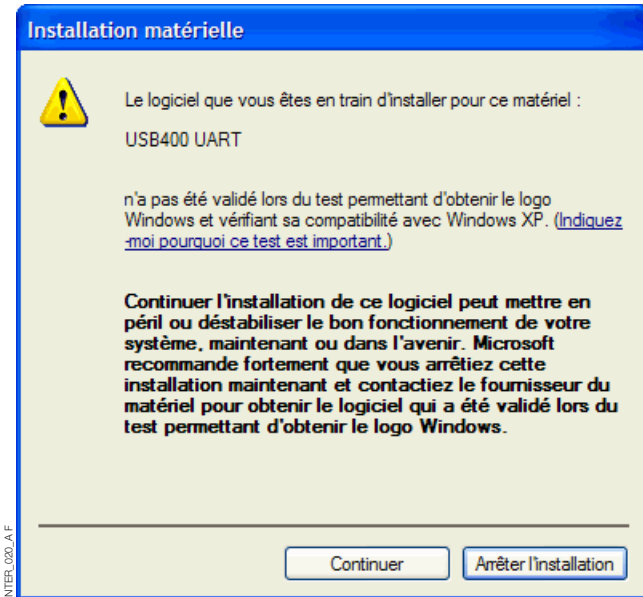 Installation matérielle
Le logiciel que vous êtes en train d'installer pour ce matériel :
USB400 UART
n'a pas été validé lors du test permettant d'obtenir le logo
Windows et vérifiant sa compatibilité avec Windows XP. (Indiquez
-moi pourquoi ce test est important.)
Continuer l'installation de ce logiciel peut mettre en
péril ou déstabiliser le bon fonctionnement de votre
système, maintenant ou dans l'avenir. Microsoft
recommande fortement que vous arrêtiez cette
installation maintenant et contactiez le fournisseur du
matériel pour obtenir le logiciel qui a été validé lors du
test permettant d'obtenir le logo Windows.
Continuer
Arrêter l'installation
NTER_020_A F